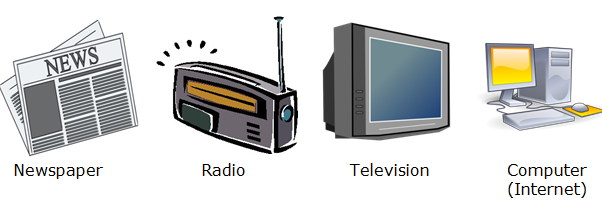 NEWS
Newspaper
Radio
Television
Computer
(Internet)